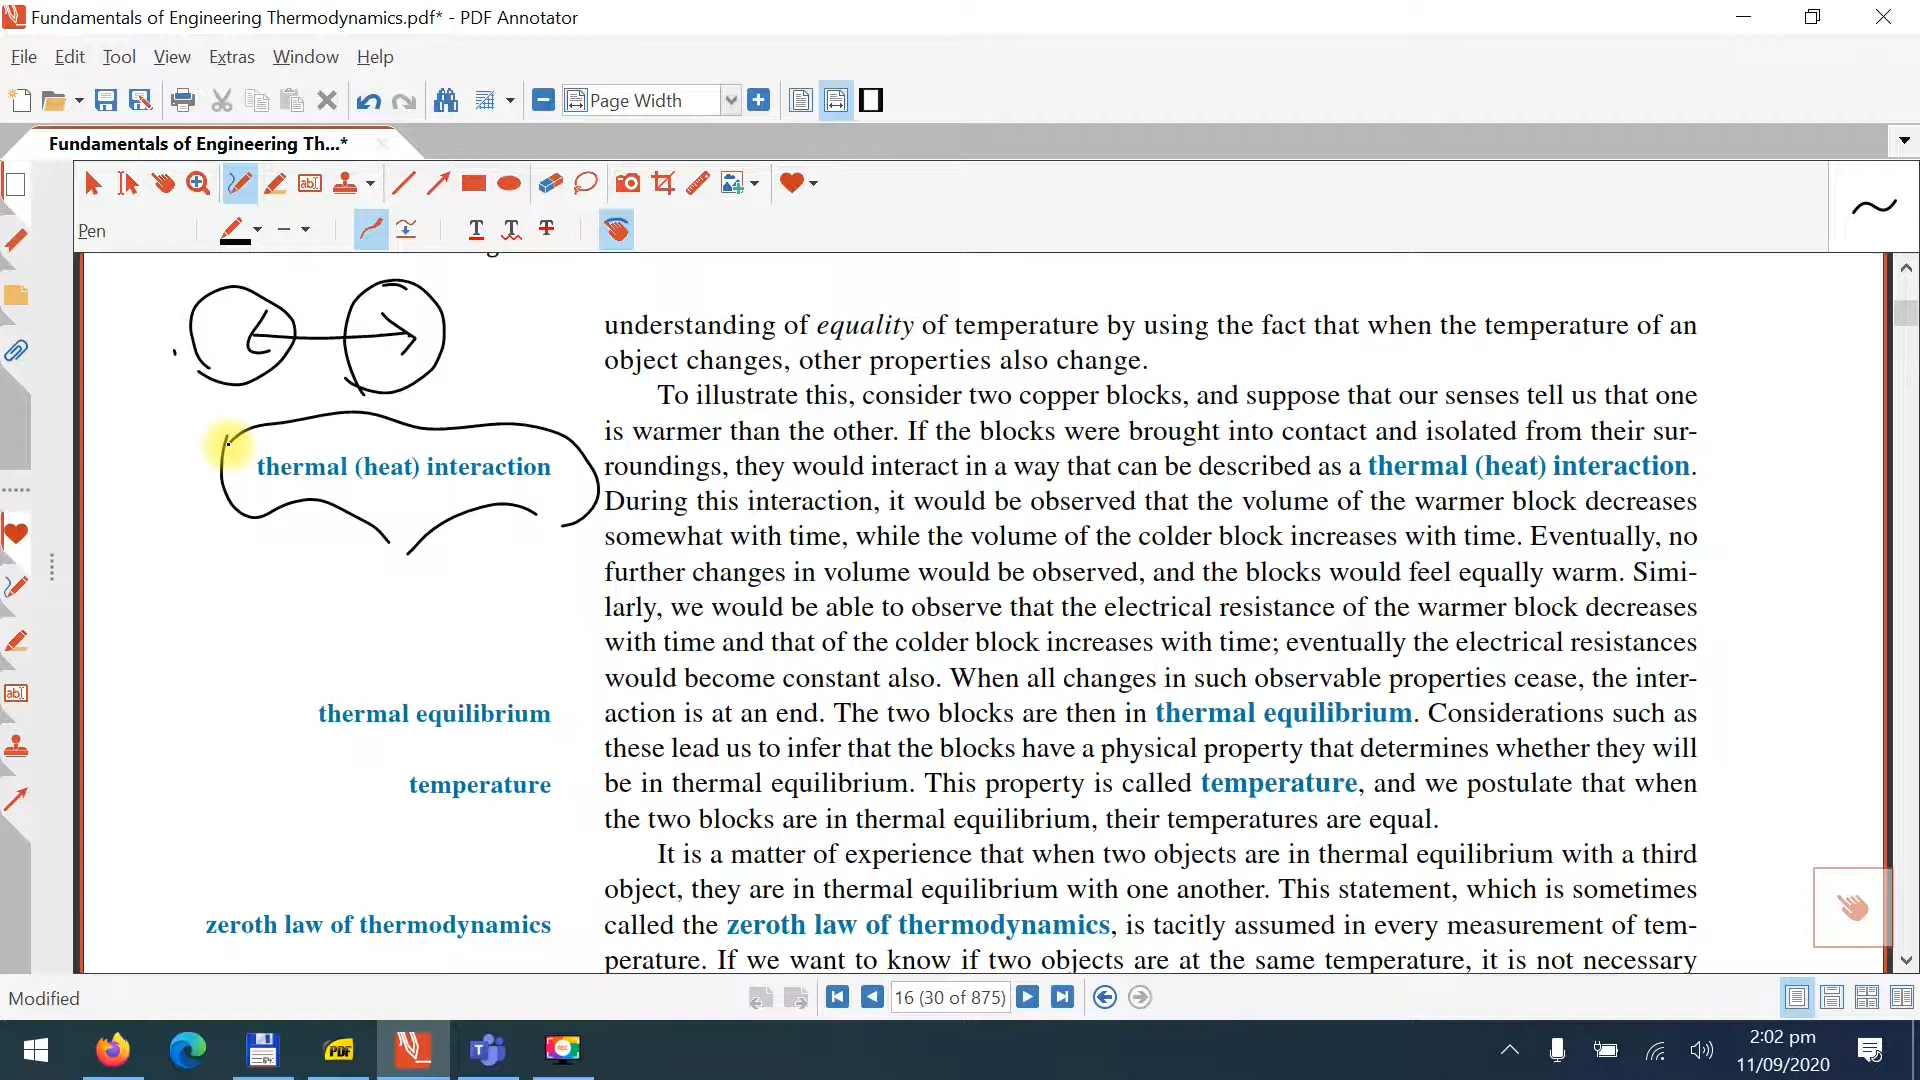 Fundamentals of Engineering Thermodynamics.pdf* - PDF Annotator
File Edit Tool View Extras Window Help
Page Width
Fundamentals of Engineering Th...*
Pen
thermal (heat) interaction
thermal equilibrium
temperature
zeroth law of thermodynamics
understanding of equality of temperature by using the fact that when the temperature of an
object changes, other properties also change.
To illustrate this, consider two copper blocks, and suppose that our senses tell us that one
is warmer than the other. If the blocks were brought into contact and isolated from their sur-
roundings, they would interact in a way that can be described as a thermal (heat) interaction.
During this interaction, it would be observed that the volume of the warmer block decreases
somewhat with time, while the volume of the colder block increases with time. Eventually, no
further changes in volume would be observed, and the blocks would feel equally warm. Simi-
larly, we would be able to observe that the electrical resistance of the warmer block decreases
with time and that of the colder block increases with time; eventually the electrical resistances
would become constant also. When all changes in such observable properties cease, the inter-
action is at an end. The two blocks are then in thermal equilibrium. Considerations such as
these lead us to infer that the blocks have a physical property that determines whether they will
be in thermal equilibrium. This property is called temperature, and we postulate that when
the two blocks are in thermal equilibrium, their temperatures are equal.
It is a matter of experience that when two objects are in thermal equilibrium with a third
object, they are in thermal equilibrium with one another. This statement, which is sometimes
called the zeroth law of thermodynamics, is tacitly assumed in every measurement of tem-
perature. If we want to know if two objects are at the same temperature, it is not necessary
Modified
16 (30 of 875)
PDF
2:02 pm
11/09/2020